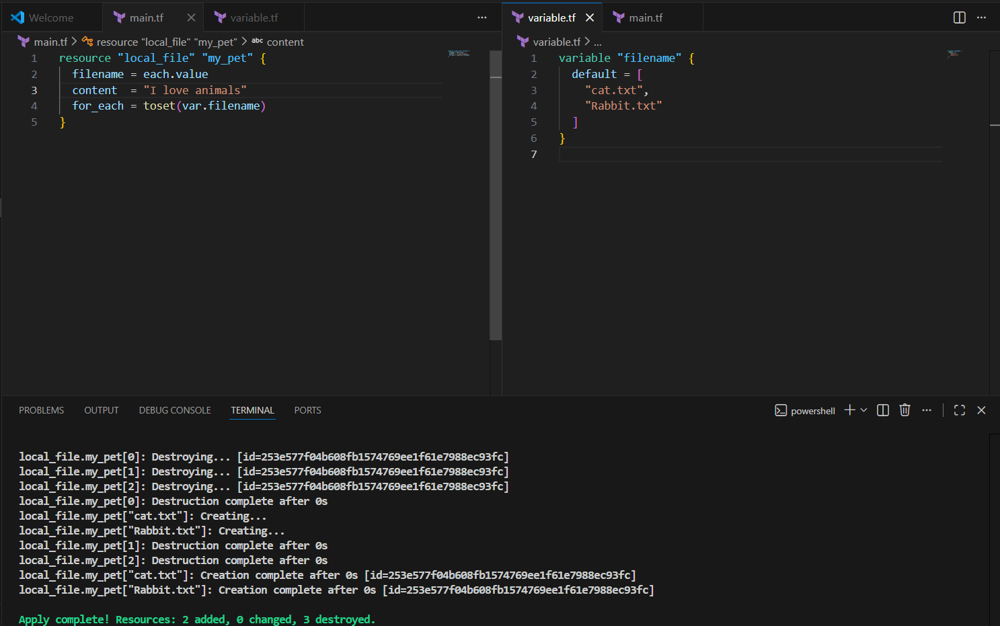 Welcome
main.tf
variable.tf
main.tf > resource "local_file" "my_pet" > abc content
1 resource "local_file" "my_pet" {
2 filename = each.value
3 content  = "I love animals"
4 for_each = toset(var.filename)
5 }
variable.tf
main.tf
variable.tf > ...
1 variable "filename" {
2 default = [
3 "cat.txt",
4 "Rabbit.txt"
5 ]
6 }
7
PROBLEMS OUTPUT DEBUG CONSOLE TERMINAL PORTS
powershell
local_file.my_pet[0]: Destroying... [id=253e577f04b608fb1574769ee1f61e7988ec93fc]
local_file.my_pet[1]: Destroying... [id=253e577f04b608fb1574769ee1f61e7988ec93fc]
local_file.my_pet[2]: Destroying... [id=253e577f04b608fb1574769ee1f61e7988ec93fc]
local_file.my_pet[0]: Destruction complete after 0s
local_file.my_pet["cat.txt"]: Creating...
local_file.my_pet["Rabbit.txt"]: Creating...
local_file.my_pet[1]: Destruction complete after 0s
local_file.my_pet[2]: Destruction complete after 0s
local_file.my_pet["cat.txt"]: Creation complete after 0s [id=253e577f04b608fb1574769ee1f61e7988ec93fc]
local_file.my_pet["Rabbit.txt"]: Creation complete after 0s [id=253e577f04b608fb1574769ee1f61e7988ec93fc]
Apply complete! Resources: 2 added, 0 changed, 3 destroyed.